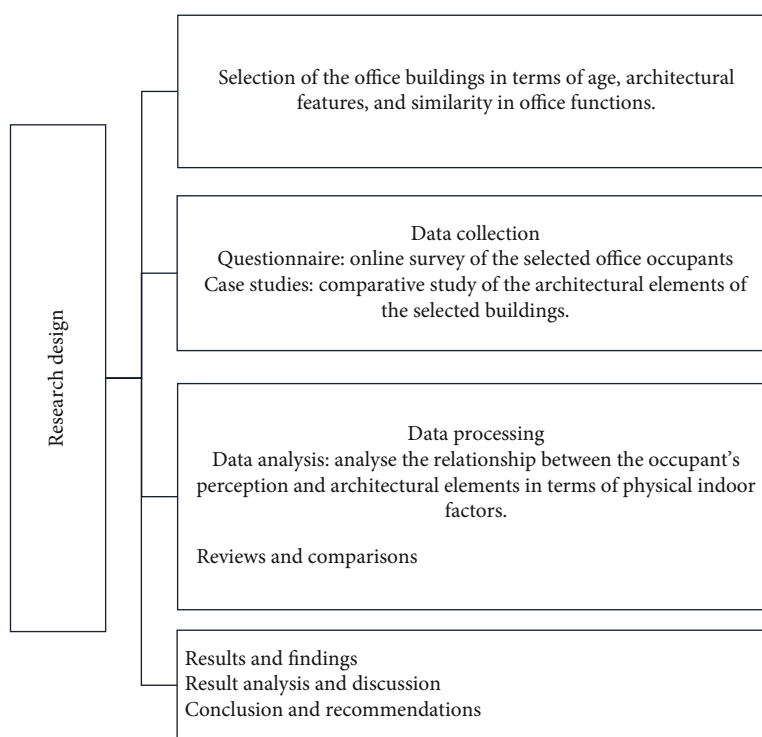 Research design
Selection of the office buildings in terms of age, architectural
features, and similarity in office functions.
Data collection
Questionnaire: online survey of the selected office occupants
Case studies: comparative study of the architectural elements of
the selected buildings.
Data processing
Data analysis: analyse the relationship between the occupant's
perception and architectural elements in terms of physical indoor
factors.
Reviews and comparisons
Results and findings
Result analysis and discussion
Conclusion and recommendations